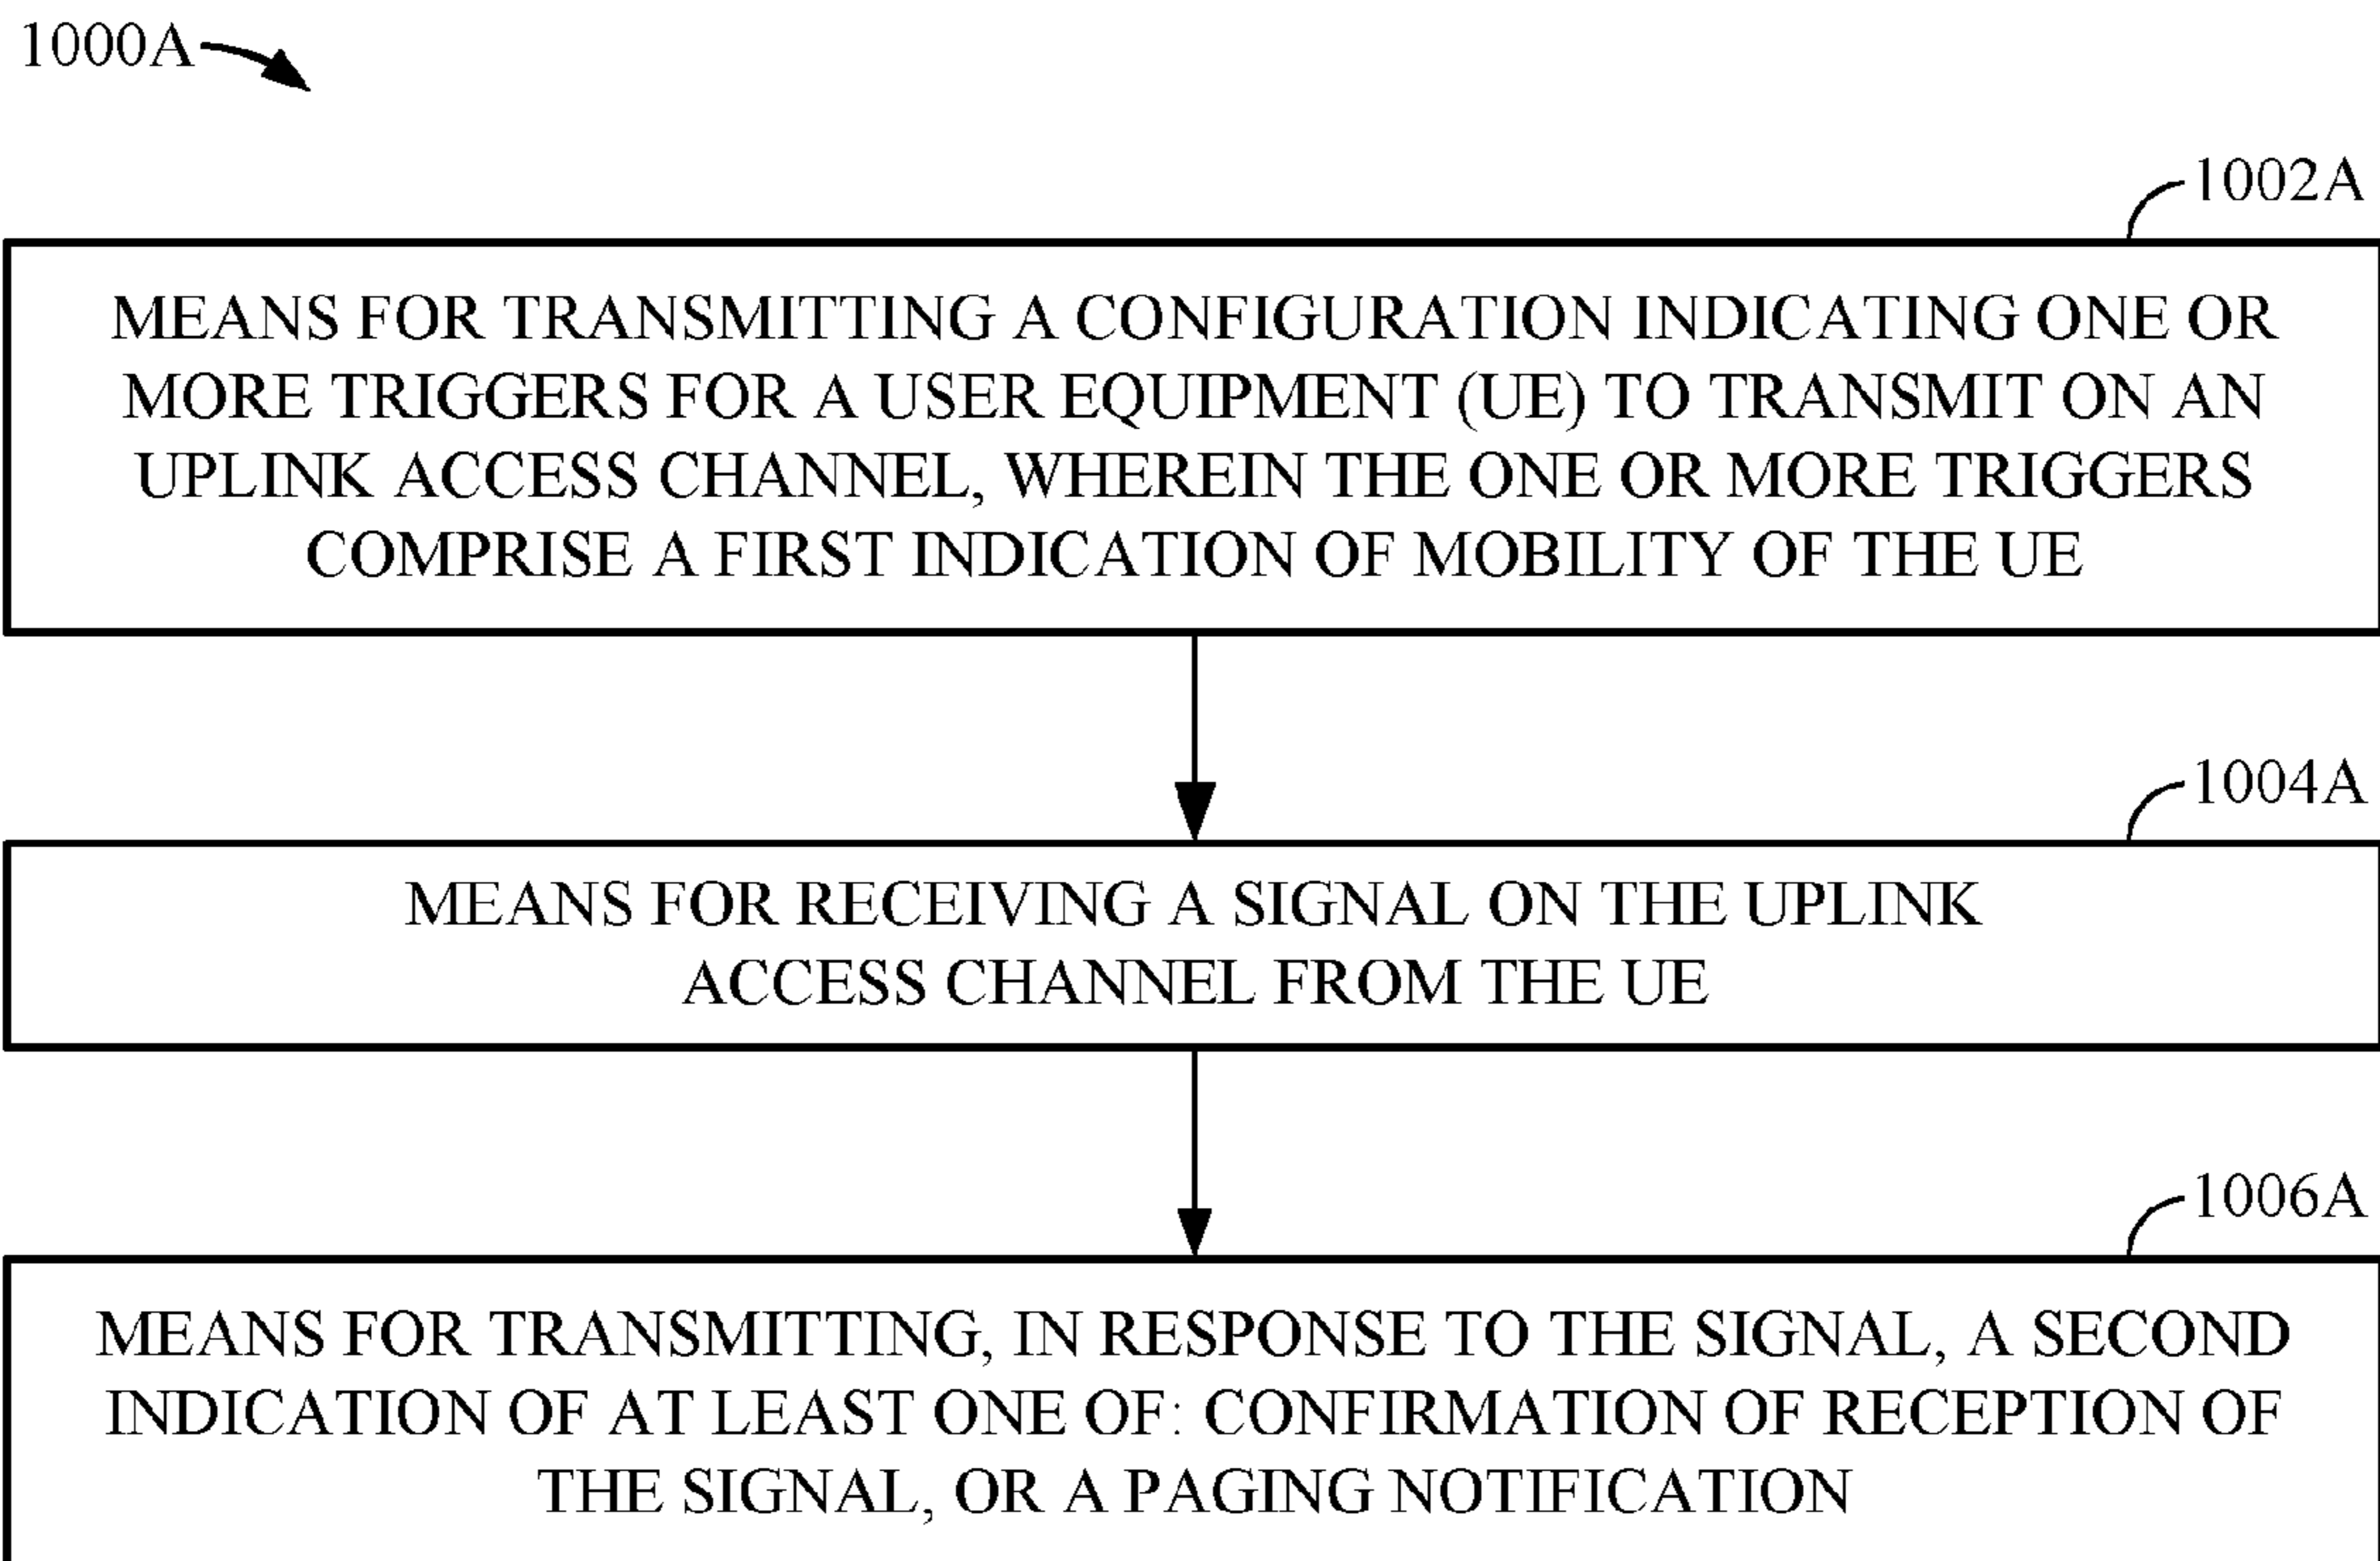 1000A
1002A
MEANS FOR TRANSMITTING A CONFIGURATION INDICATING ONE OR
MORE TRIGGERS FOR A USER EQUIPMENT (UE) TO TRANSMIT ON AN
UPLINK ACCESS CHANNEL, WHEREIN THE ONE OR MORE TRIGGERS
COMPRISE A FIRST INDICATION OF MOBILITY OF THE UE
1004A
MEANS FOR RECEIVING A SIGNAL ON THE UPLINK
ACCESS CHANNEL FROM THE UE
1006A
MEANS FOR TRANSMITTING, IN RESPONSE TO THE SIGNAL, A SECOND
INDICATION OF AT LEAST ONE OF: CONFIRMATION OF RECEPTION OF
THE SIGNAL, OR A PAGING NOTIFICATION